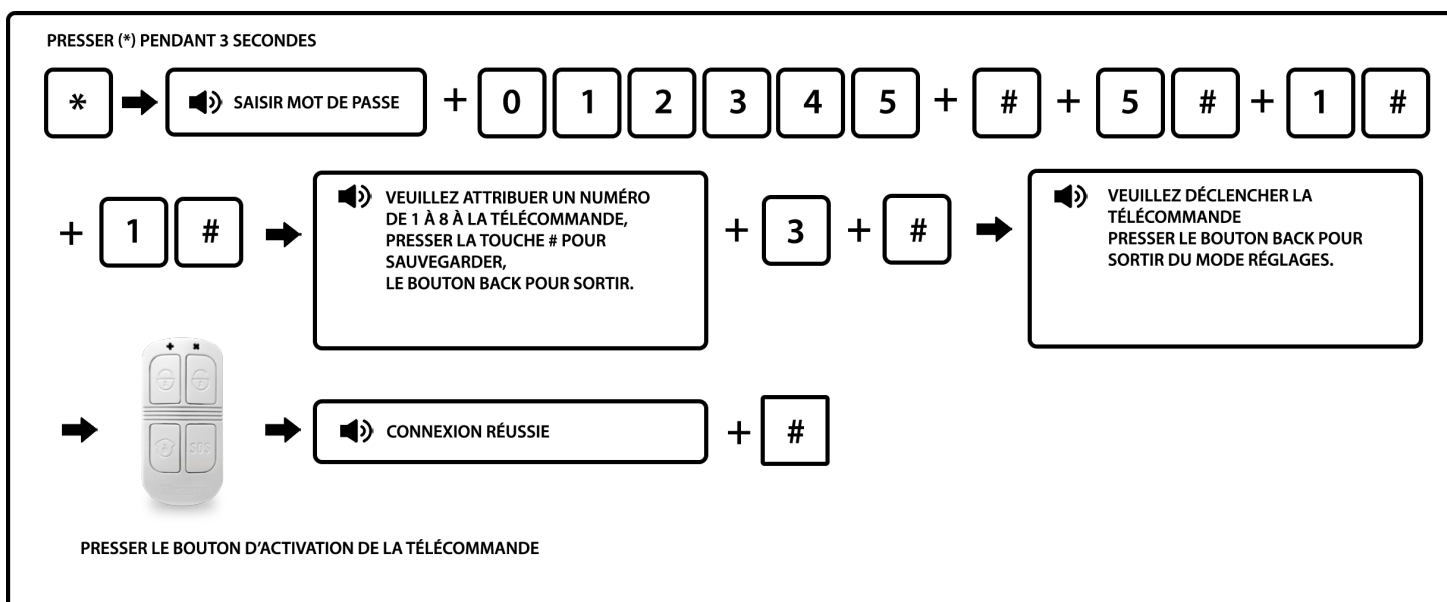 PRESSER (*) PENDANT 3 SECONDES
* SAISIR MOT DE PASSE + 0 1 2 3 4 5 + # + 5 # + 1 #
+ 1 #
VEUILLEZ ATTRIBUER UN NUMÉRO
DE 1 À 8 À LA TÉLÉCOMMANDE,
PRESSER LA TOUCHE # POUR
SAUVEGARDER,
LE BOUTON BACK POUR SORTIR.
+ 3 + #
VEUILLEZ DÉCLENCHER LA
TÉLÉCOMMANDE
PRESSER LE BOUTON BACK POUR
SORTIR DU MODE RÉGLAGES.
SOS
CONNEXION RÉUSSIE + #
PRESSER LE BOUTON D’ACTIVATION DE LA TÉLÉCOMMANDE